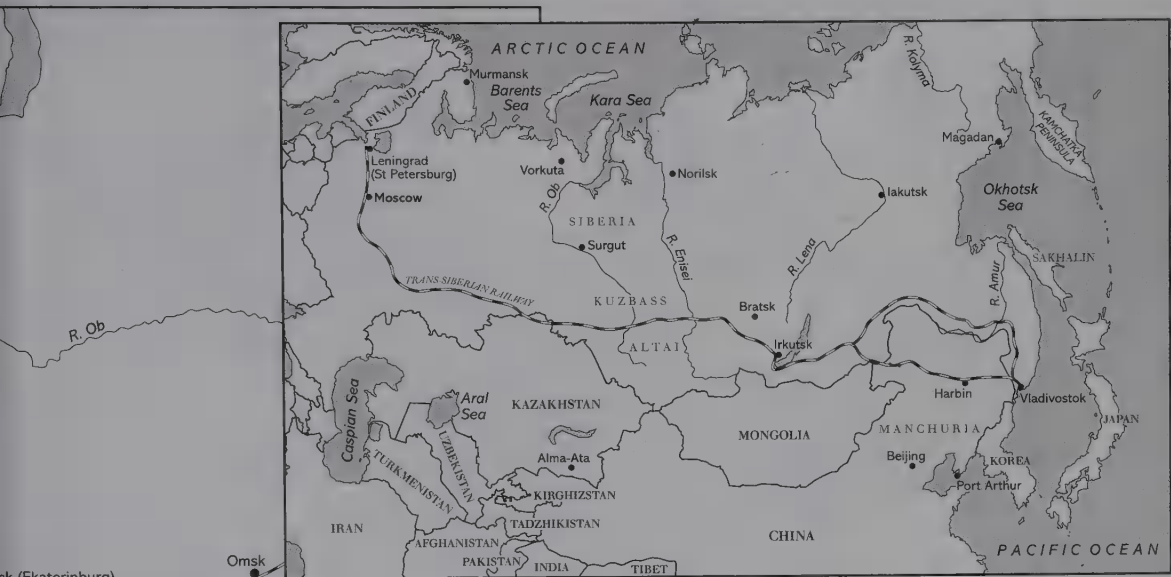 ARCTIC OCEAN
Murmansk
Barents
Sea
Kara Sea
R. Kolyma
FINLAND
KAMCHATKA
PENINSULA
Magadan
Leningrad
(St Petersburg)
Vorkuta
Norilsk
Moscow
R. Ob
Iakutsk
Okhotsk
Sea
SIBERIA
Surgut
R. Enisei
R. Lena
SAKHALIN
R. Amur
TRANS SIBERIAN RAILWAY
KUZBASS
Bratsk
R. Ob
ALTAI
Irkutsk
Harbin
Vladivostok
Caspian Sea
Aral
Sea
KAZAKHSTAN
MONGOLIA
MANCHURIA
JAPAN
UZBEKISTAN
TURKMENISTAN
Alma-Ata
Beijing
KOREA
Port Arthur
KIRGHIZSTAN
IRAN
TADZHIKISTAN
CHINA
AFGHANISTAN
PAKISTAN
INDIA
TIBET
PACIFIC OCEAN
Omsk
sk (Ekaterinburg)